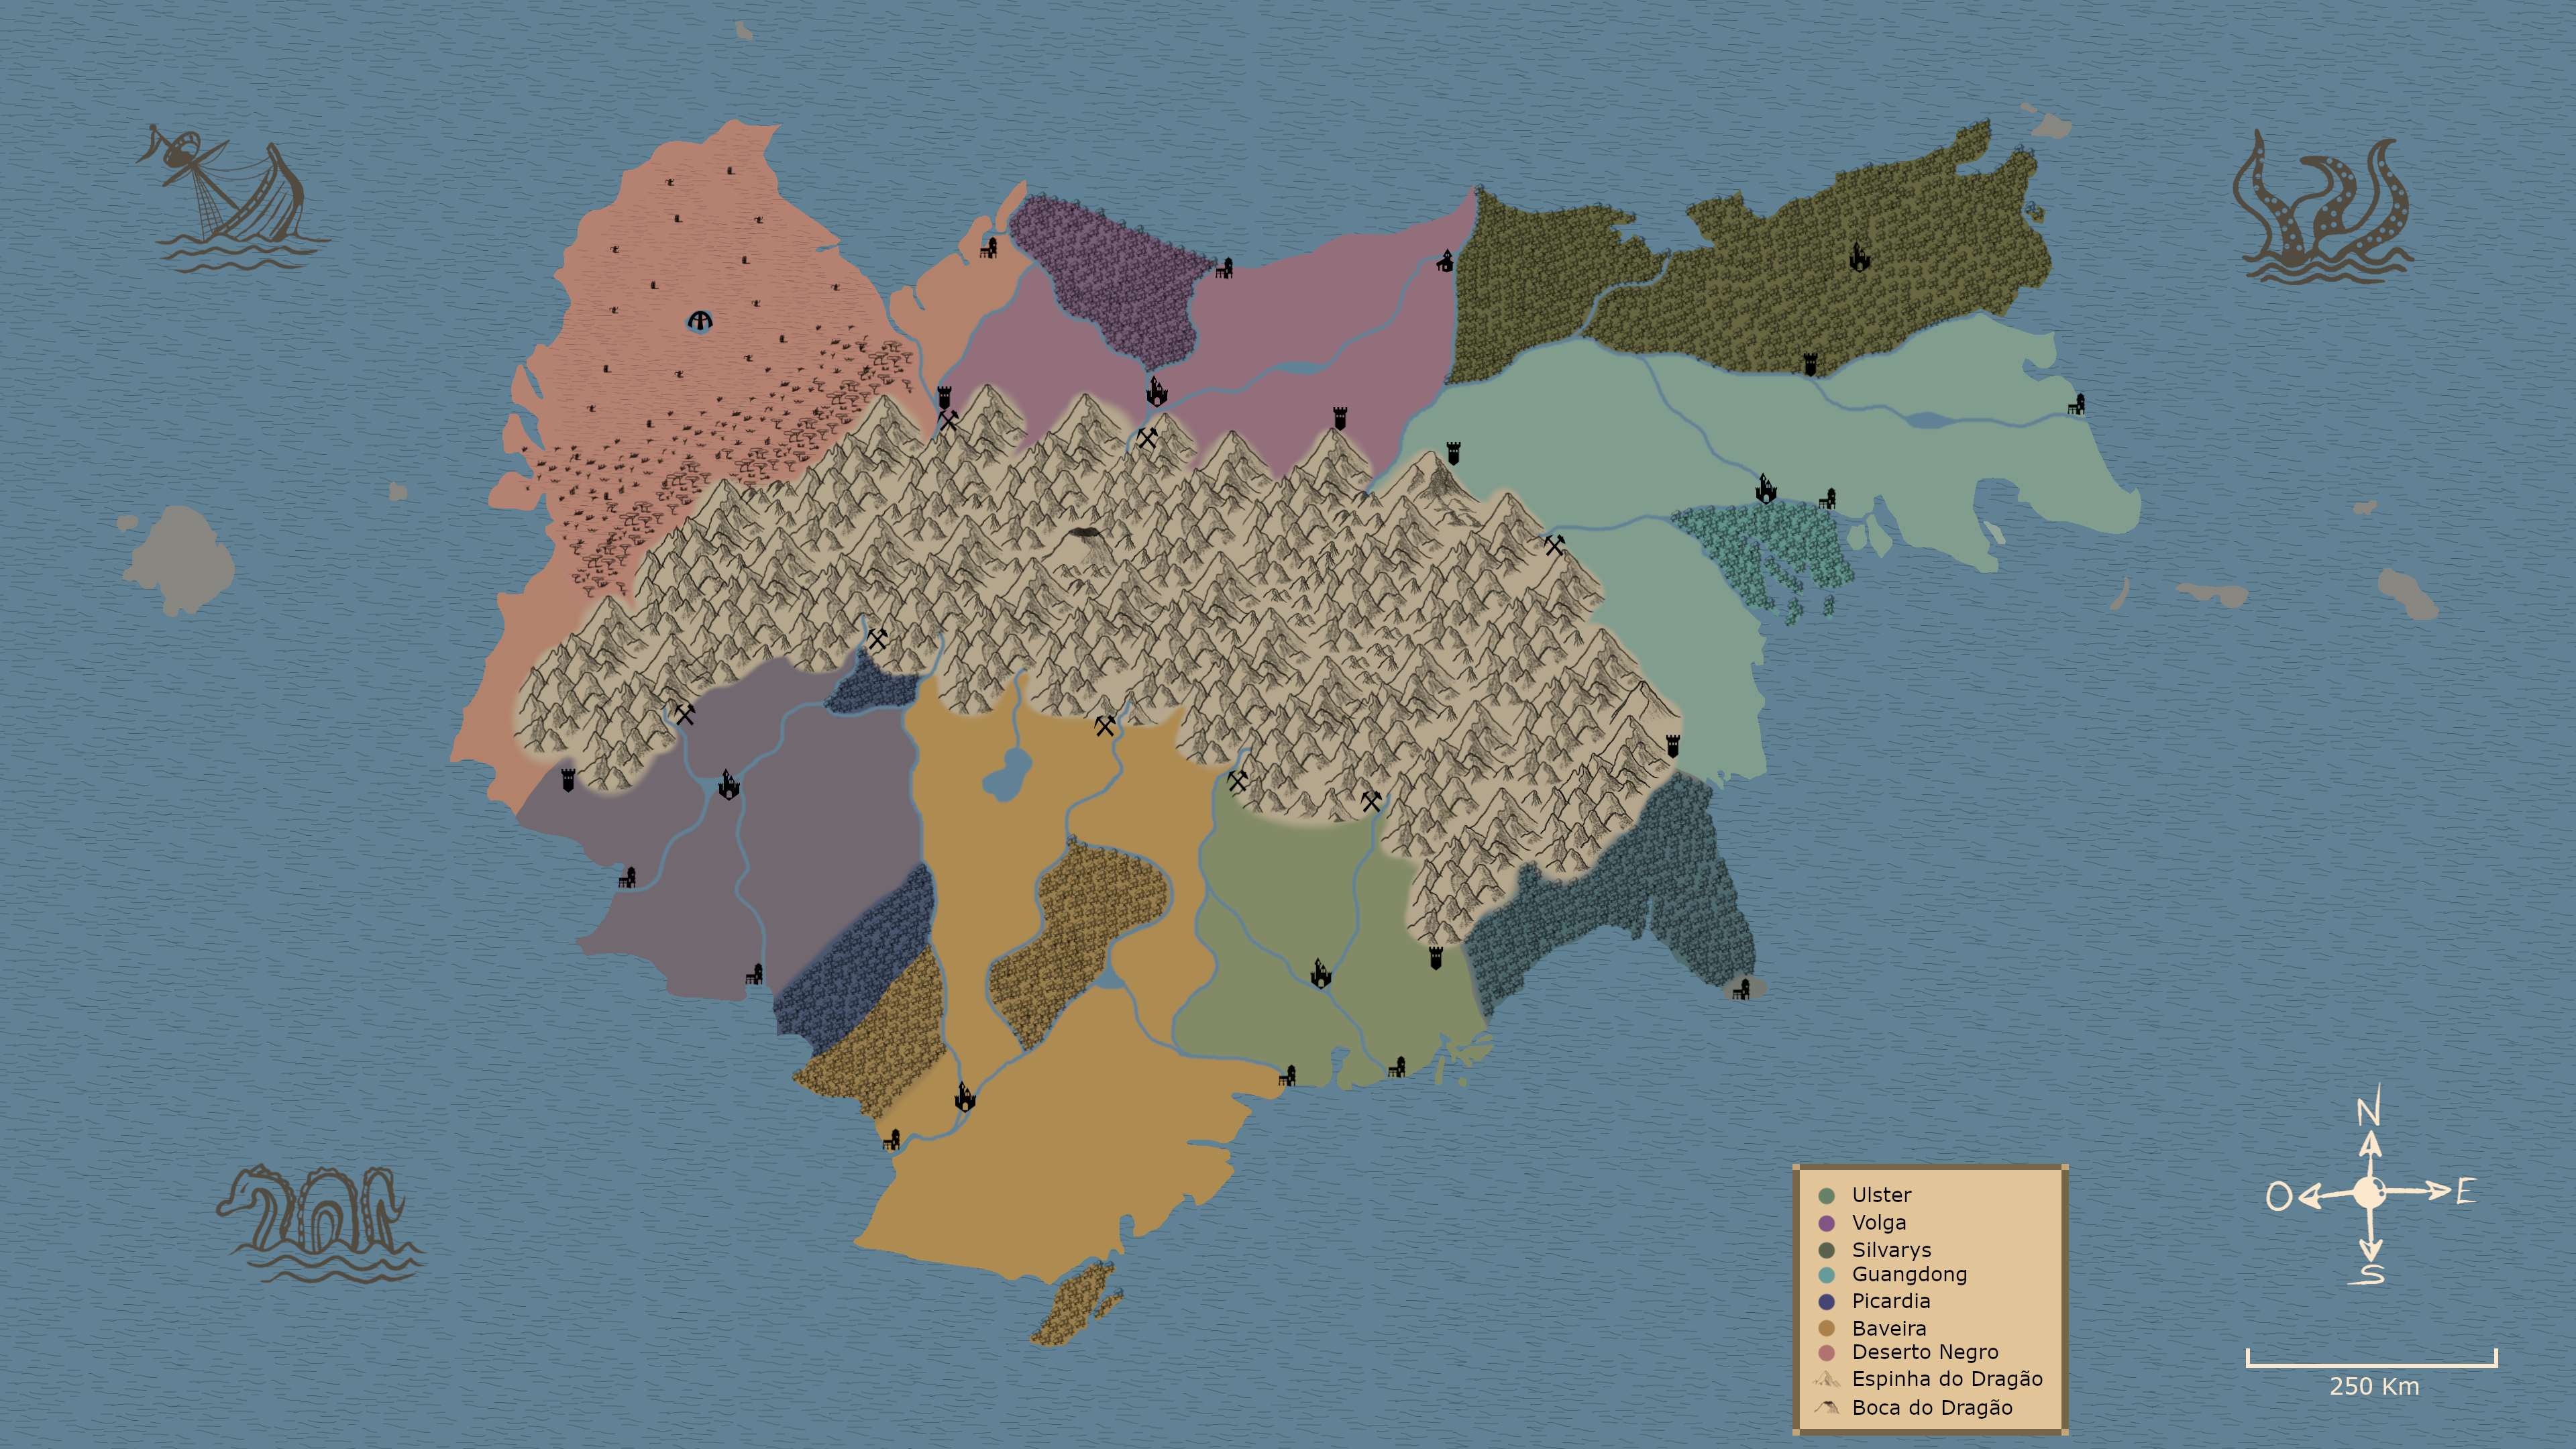 Ulster
Volga
Silvarys
Guangdong
Picardia
Baveira
Deserto Negro
Espinha do Dragão
Boca do Dragão
N
O E
S
250 Km